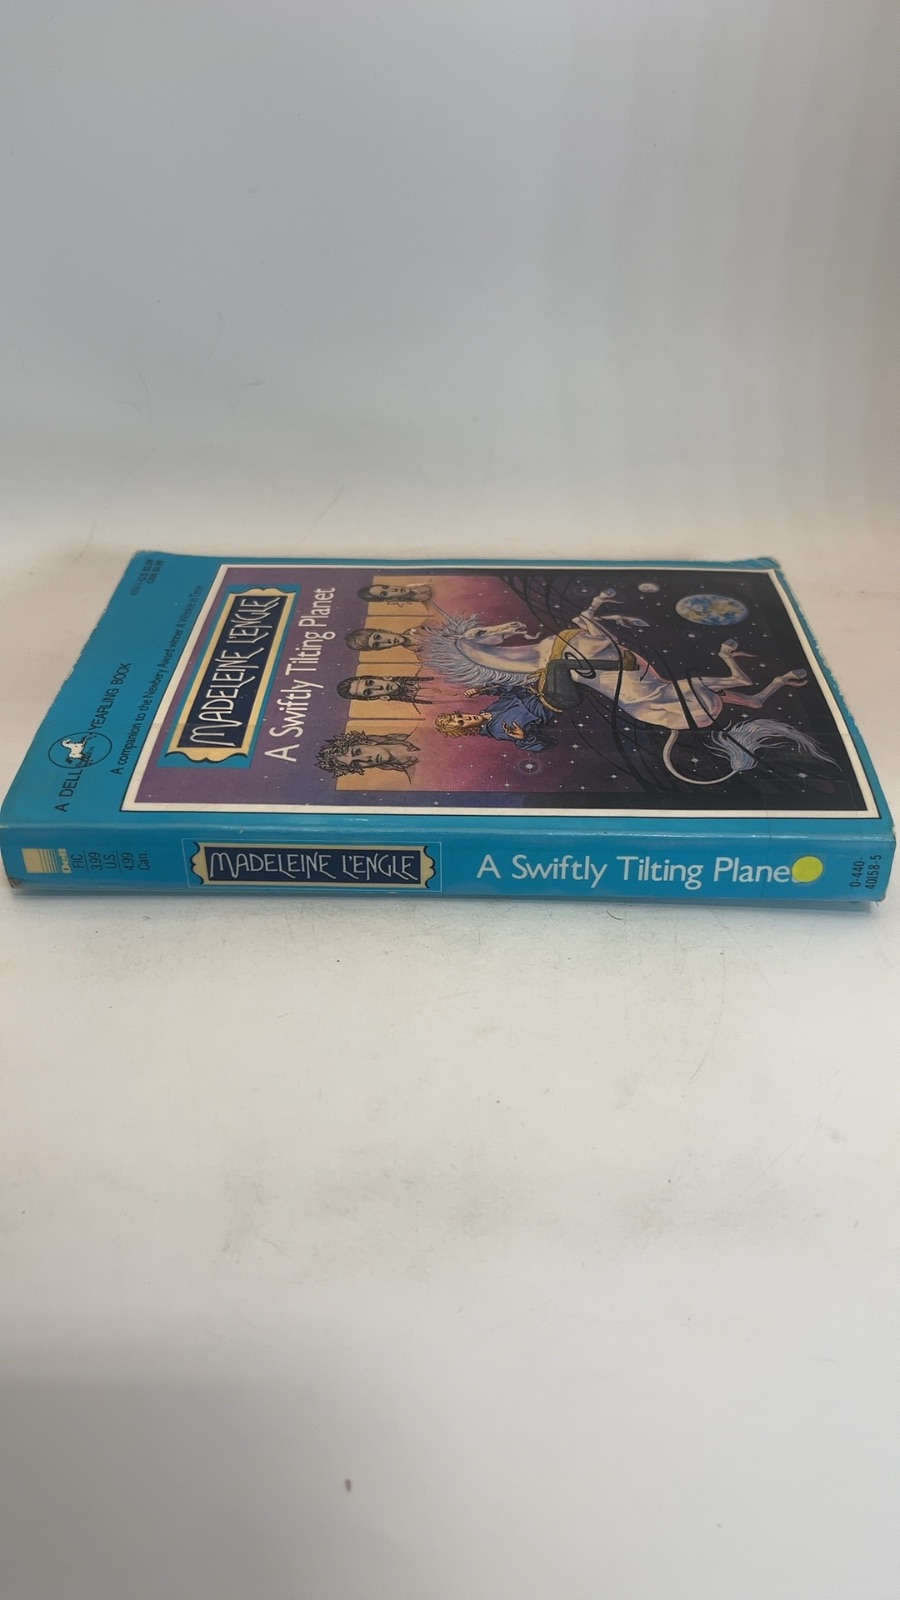 A DELL YEARLING BOOK
A companion to the Newbery Award winner A Wrinkle in Time
MADELEINE L'ENGLE
A Swiftly Tilting Planet
Dell
FIC
3.99
U.S.
4.99
Can.
MADELEINE L'ENGLE
A Swiftly Tilting Plane
0-440-
40158-5